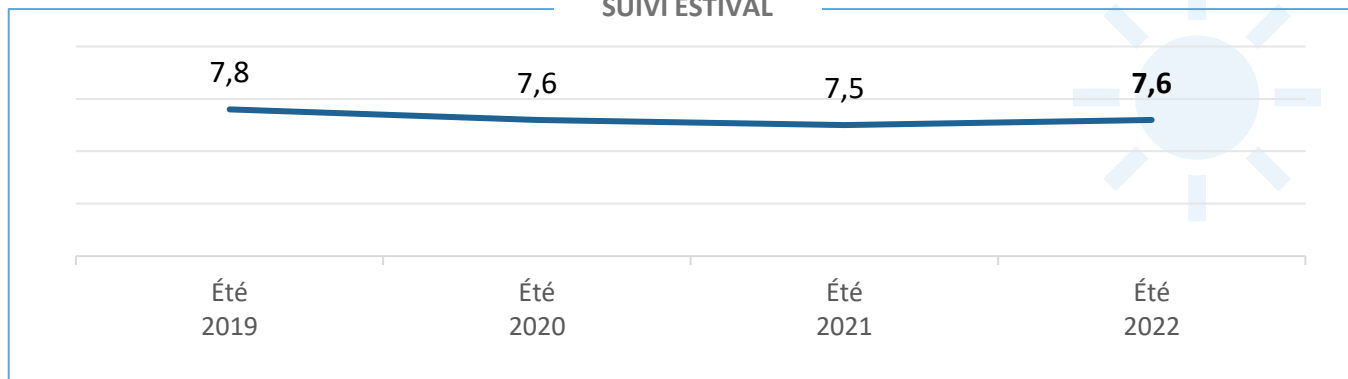 SUIVI ESTIVAL
7,8 7,6 7,5 7,6
Été Été Été Été
2019 2020 2021 2022